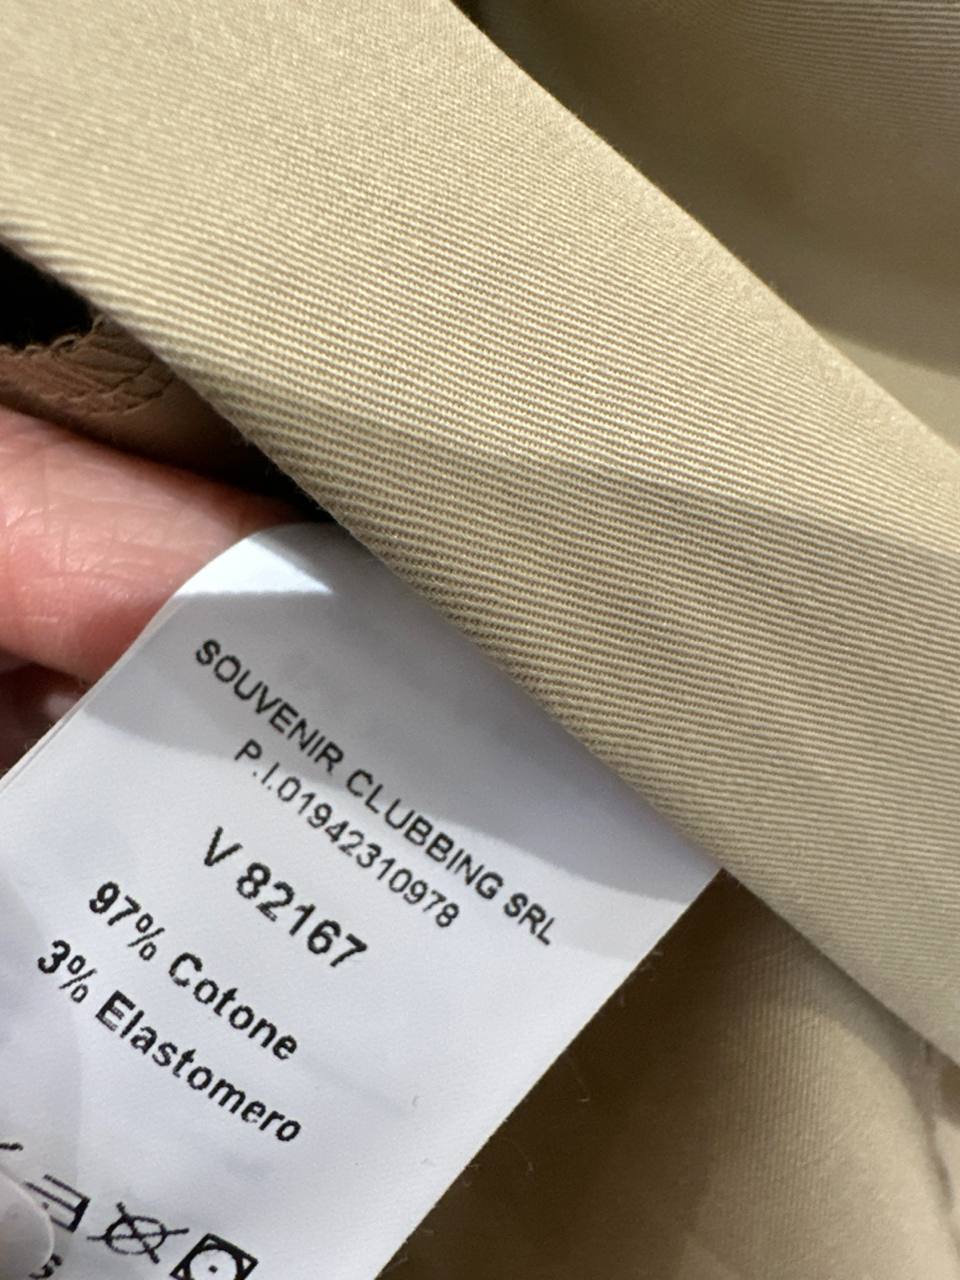 SOUVENIR CLUBBING SRL
P.I.01942310978
V 82167
97% Cotone
3% Elastomero